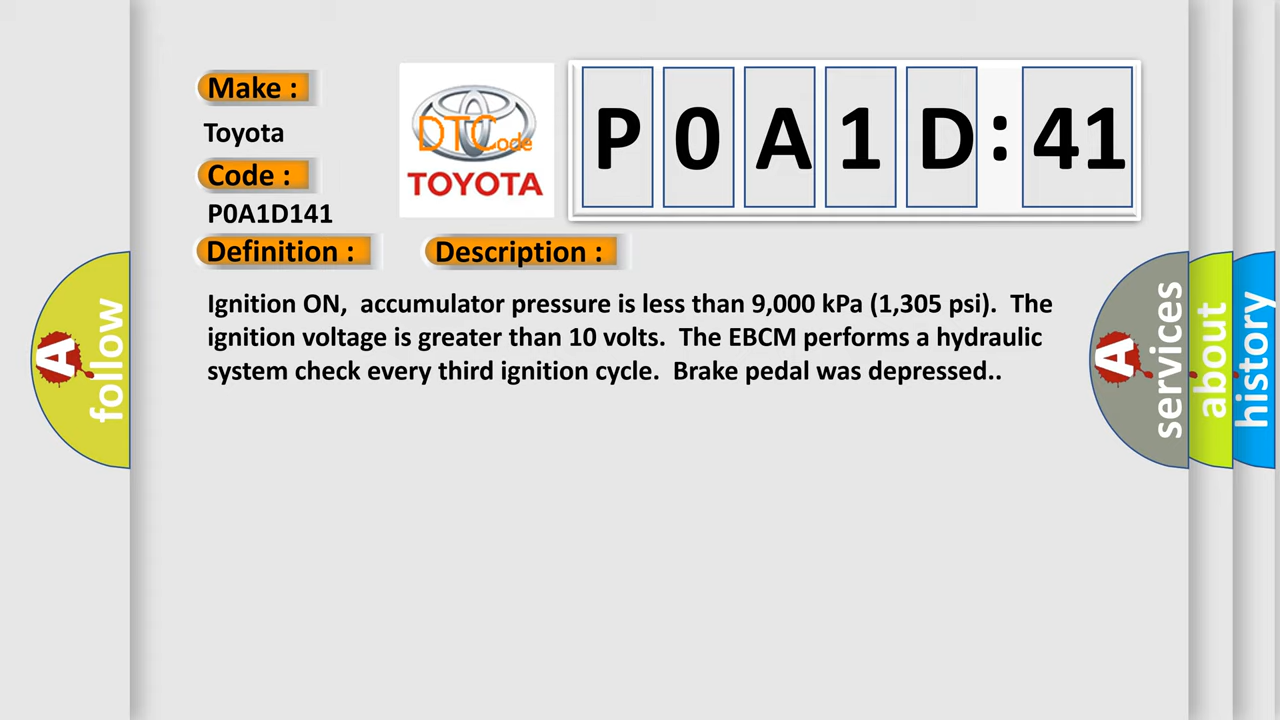 Make :
Toyota
Code :
P0A1D141
Definition :
Description :
DTCode
TOYOTA
P0A1D:41
Ignition ON,  accumulator pressure is less than 9,000 kPa (1,305 psi)  The
ignition voltage is greater than 10 volts  The EBCM performs a hydraulic
system check every third ignition cycle  Brake pedal was depressed..
A
follow
A
services
about
history